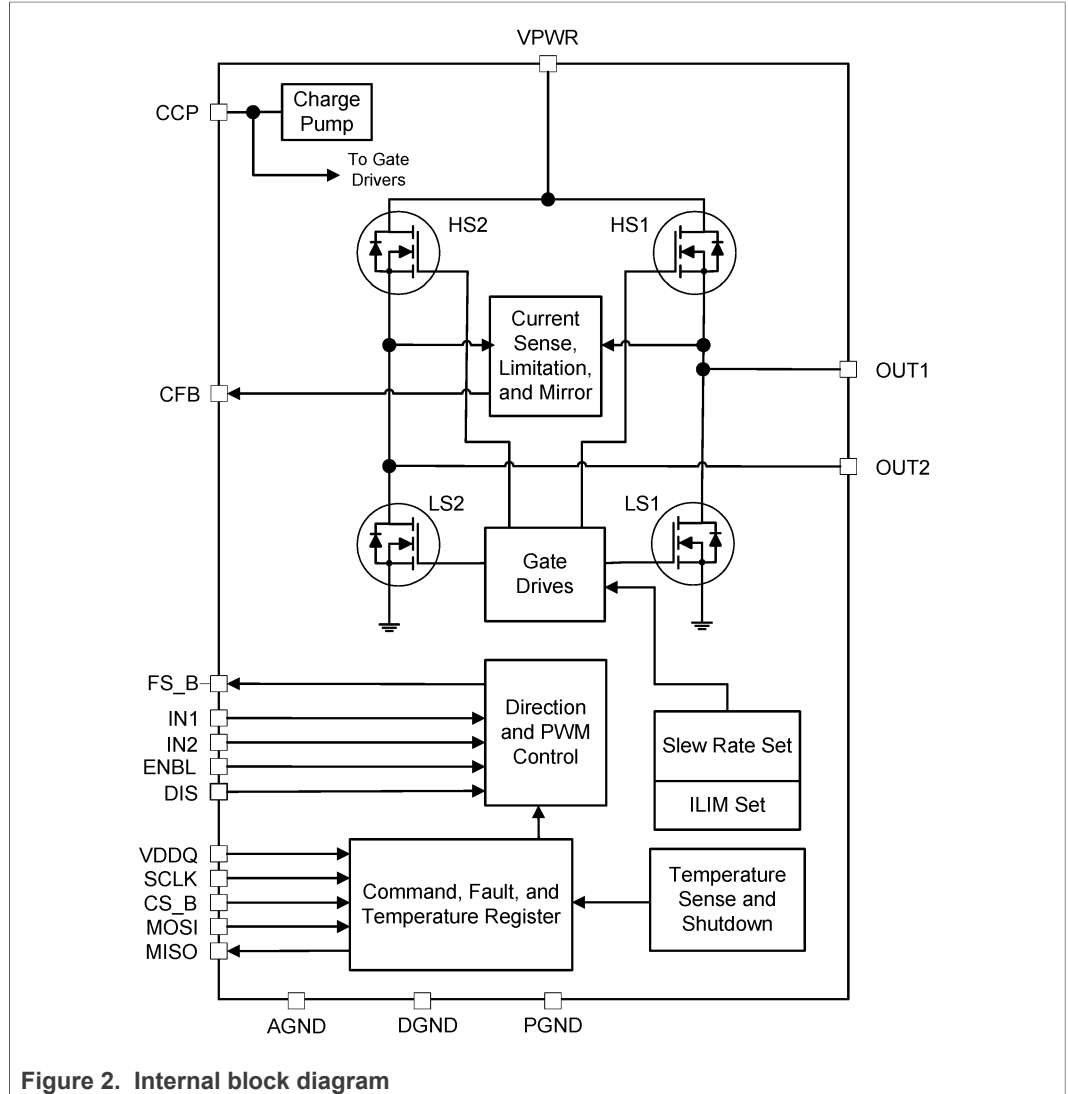 VPWR
CCP
Charge
Pump
To Gate
Drivers
HS2
HS1
Current
Sense,
Limitation,
and Mirror
OUT1
CFB
OUT2
LS2
LS1
Gate
Drives
FS_B
IN1
IN2
ENBL
DIS
Direction
and PWM
Control
Slew Rate Set
ILIM Set
VDDQ
SCLK
CS_B
MOSI
MISO
Command, Fault, and
Temperature Register
Temperature
Sense and
Shutdown
AGND
DGND
PGND
Figure 2. Internal block diagram